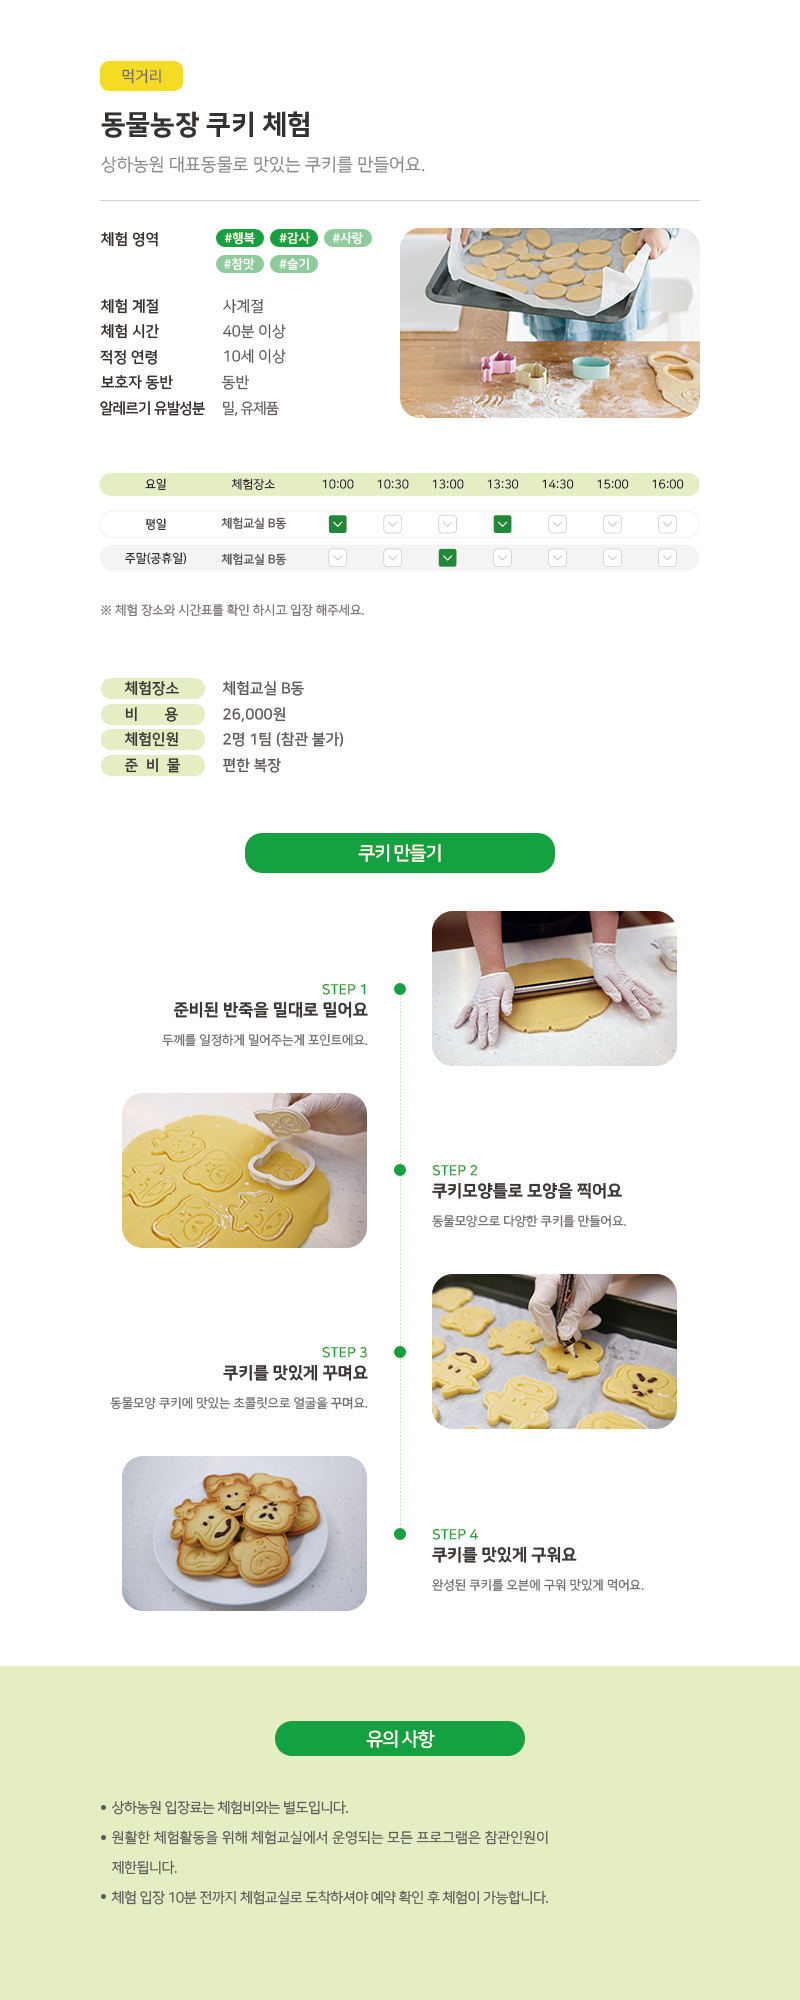 먹거리
동물농장 쿠키 체험
상하농원 대표동물로 맛있는 쿠키를 만들어요.
체험 영역 #행복 #감사 #사랑
#참맛 #슬기
체험 계절 사계절
체험 시간 40분 이상
적정 연령 10세 이상
보호자 동반 동반
알레르기 유발성분 밀, 유제품
요일 체험장소 10:00 10:30 13:00 13:30 14:30 15:00 16:00
평일 체험교실 B동
주말(공휴일) 체험교실 B동
※ 체험 장소와 시간표를 확인 하시고 입장 해주세요.
체험장소 체험교실 B동
비 용 26,000원
체험인원 2명 1팀 (참관 불가)
준 비 물 편한 복장
쿠키 만들기
STEP 1
준비된 반죽을 밀대로 밀어요
두께를 일정하게 밀어주는게 포인트에요.
STEP 2
쿠키모양틀로 모양을 찍어요
동물모양으로 다양한 쿠키를 만들어요.
STEP 3
쿠키를 맛있게 꾸며요
동물모양 쿠키에 맛있는 초콜릿으로 얼굴을 꾸며요.
STEP 4
쿠키를 맛있게 구워요
완성된 쿠키를 오븐에 구워 맛있게 먹어요.
유의 사항
• 상하농원 입장료는 체험비와는 별도입니다.
• 원활한 체험활동을 위해 체험교실에서 운영되는 모든 프로그램은 참관인원이
제한됩니다.
• 체험 입장 10분 전까지 체험교실로 도착하셔야 예약 확인 후 체험이 가능합니다.